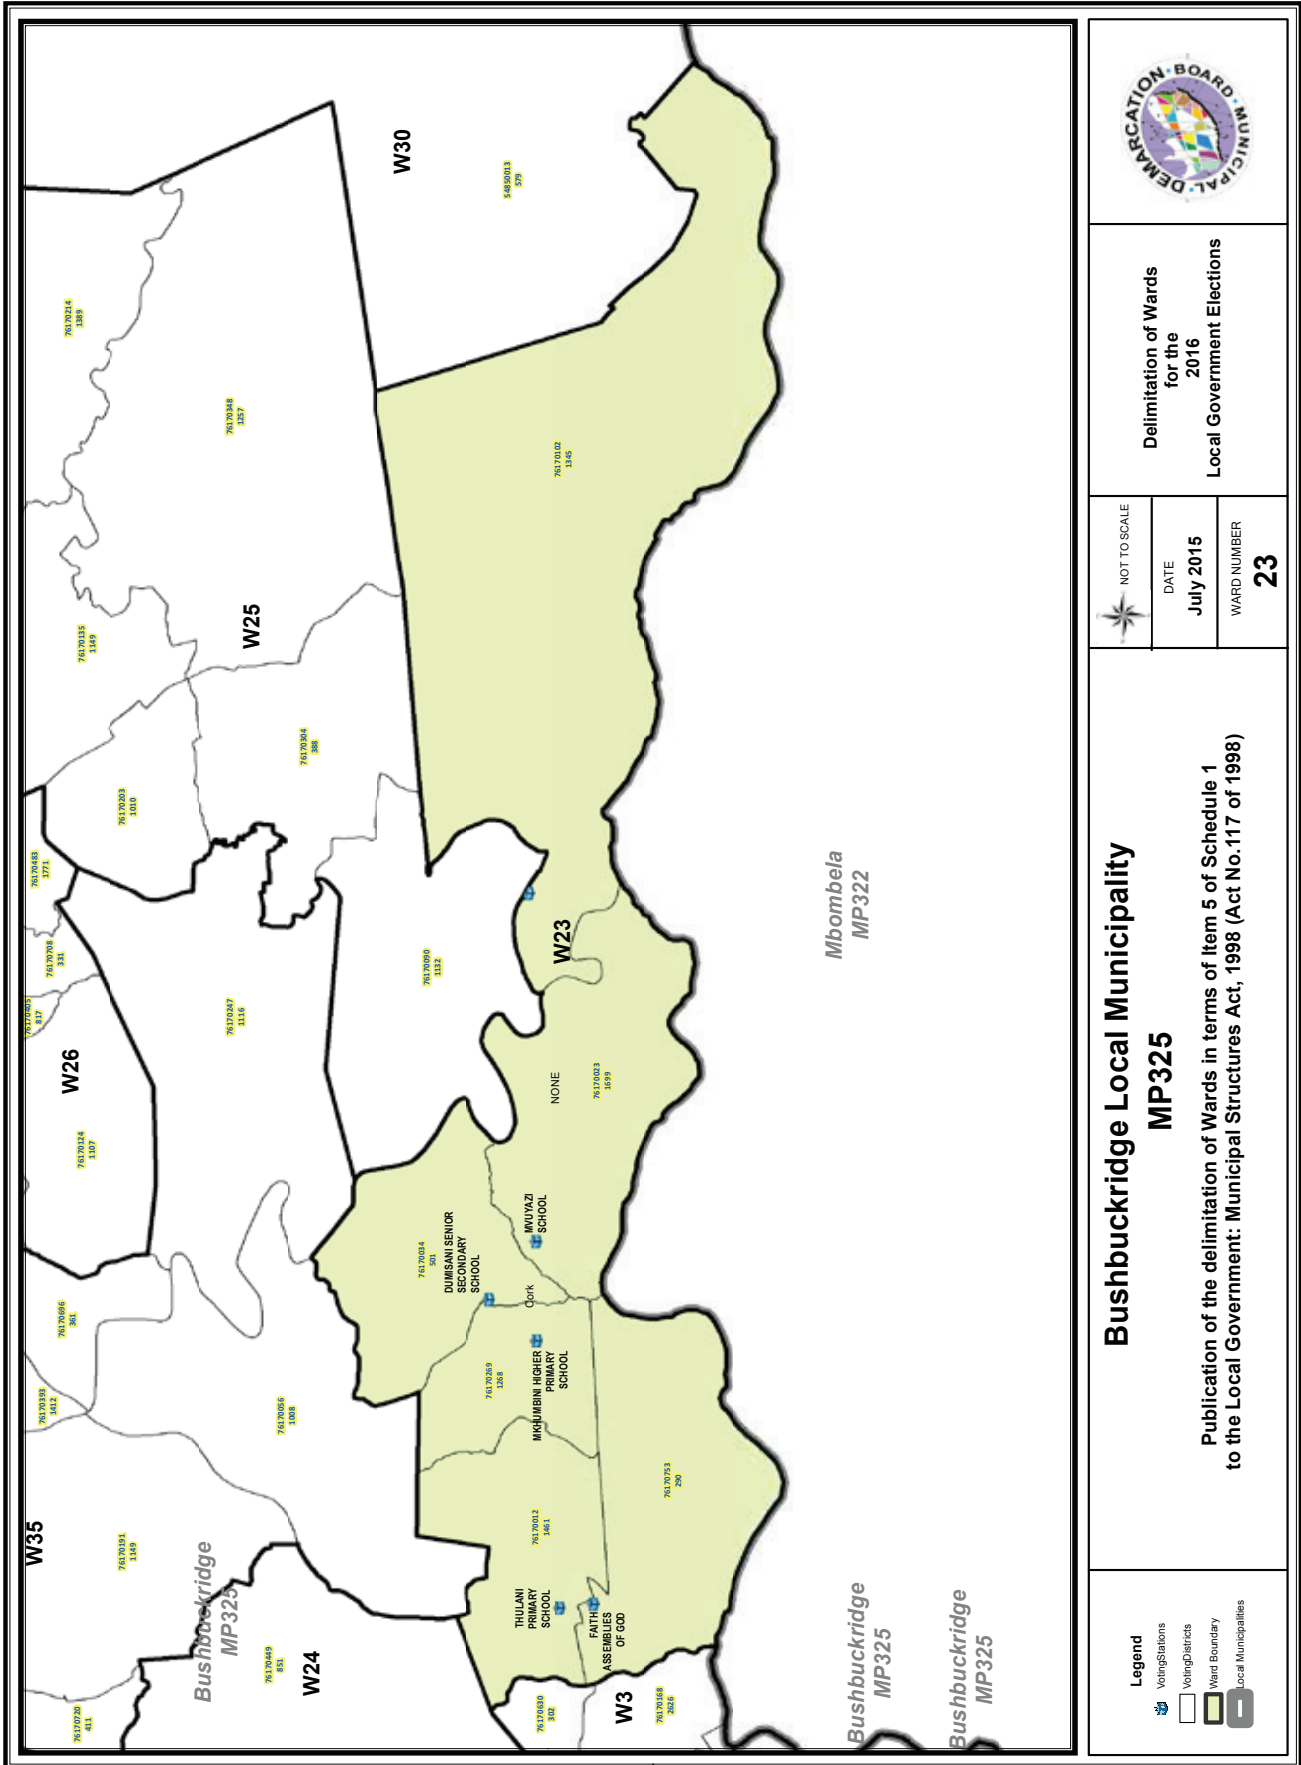 W30
54850013
579
76170214
1389
76170348
1257
76170102
1345
76170135
1149
W25
76170304
388
76170203
1010
76170483
1771
76170708
331
76170405
817
W26
76170124
1107
76170247
1116
76170090
1132
W23
NONE
76170023
1699
Mbombela
MP322
76170034
501
DUMISANI SENIOR
SECONDARY
SCHOOL
MVUYAZI
SCHOOL
Cork
76170696
361
76170393
1412
76170056
1008
76170269
1268
MKHUMBINI HIGHER
PRIMARY
SCHOOL
76170753
290
W35
76170191
1149
Bushbuckridge
MP325
76170012
1461
THULANI
PRIMARY
SCHOOL
FAITH
ASSEMBLIES
OF GOD
76170449
851
W24
76170720
411
76170630
302
W3
76170168
2626
Bushbuckridge
MP325
Bushbuckridge
MP325
Legend
VotingStations
VotingDistricts
Ward Boundary
Local Municipalities
Bushbuckridge Local Municipality
MP325
Publication of the delimitation of Wards in terms of Item 5 of Schedule 1
to the Local Government: Municipal Structures Act, 1998 (Act No.117 of 1998)
NOT TO SCALE
DATE
July 2015
WARD NUMBER
23
Delimitation of Wards
for the
2016
Local Government Elections
MUNICIPAL DEMARCATION BOARD